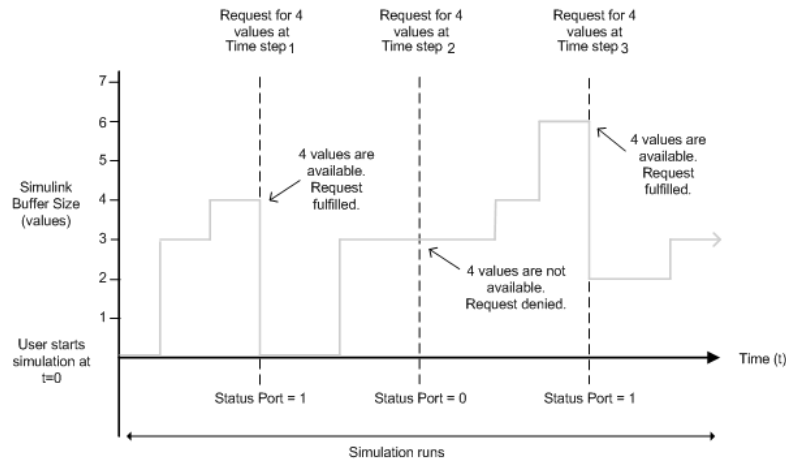 Request for 4
values at
Time step 1
Request for 4
values at
Time step 2
Request for 4
values at
Time step 3
7
6
5
4
3
2
1
Simulink
Buffer Size
(values)
4 values are
available.
Request
fulfilled.
4 values are not
available.
Request denied.
4 values are
available.
Request
fulfilled.
User starts
simulation at
t=0
Time (t)
Status Port = 1
Status Port = 0
Status Port = 1
Simulation runs